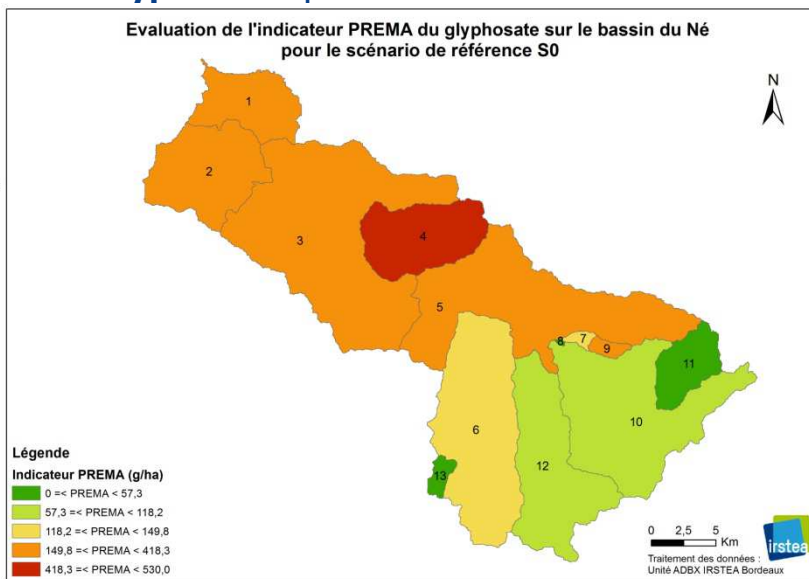 Evaluation de l'indicateur PREMA du glyphosate sur le bassin du Né
pour le scénario de référence S0
N
1
2
3
4
5
6
7
8
9
10
11
12
13
Légende
Indicateur PREMA (g/ha)
0 =< PREMA < 57,3
57,3 =< PREMA < 118,2
118,2 =< PREMA < 149,8
149,8 =< PREMA < 418,3
418,3 =< PREMA < 530,0
0 2,5 5
Km
Traitement des données :
Unité ADBX IRSTEA Bordeaux
irstea